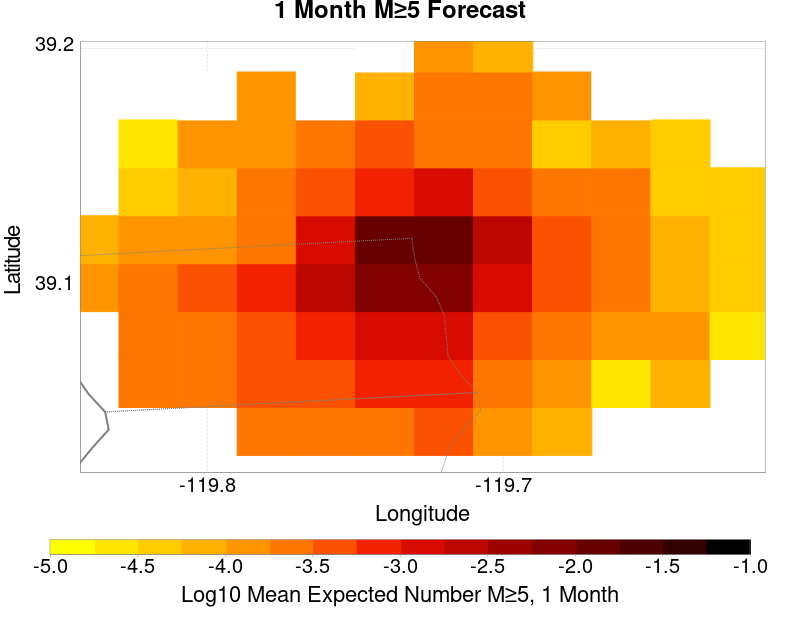 1 Month M≥5 Forecast
39.2
39.1
Latitude
-119.8 -119.7
Longitude
-5.0 -4.5 -4.0 -3.5 -3.0 -2.5 -2.0 -1.5 -1.0
Log10 Mean Expected Number M≥5, 1 Month